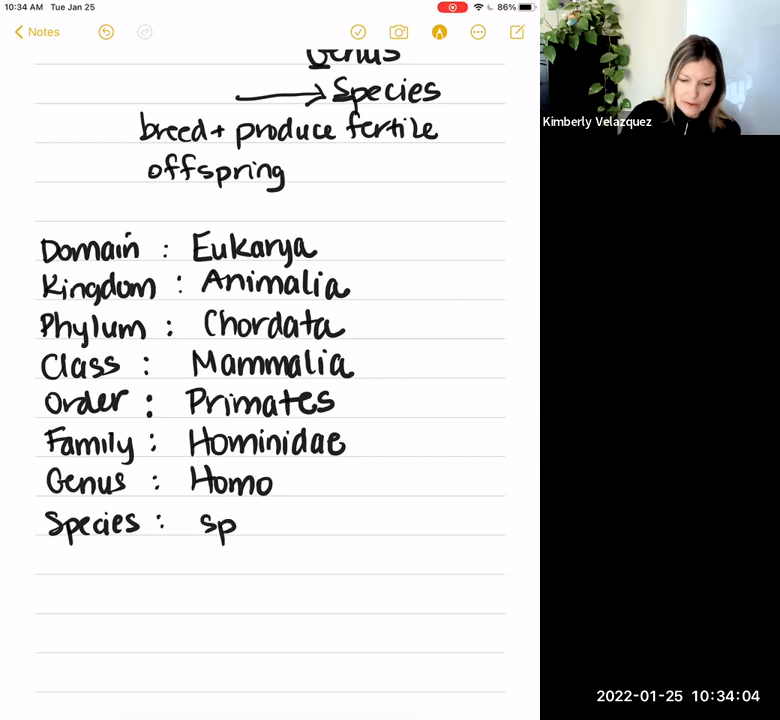 10:34 AM Tue Jan 25
86%
Notes
Genus
Species
breed + produce fertile
offspring
Domain : Eukarya
Kingdom : Animalia
Phylum : Chordata
Class : Mammalia
Order : Primates
Family : Hominidae
Genus : Homo
Species : sp
Kimberly Velazquez
2022-01-25 10:34:04